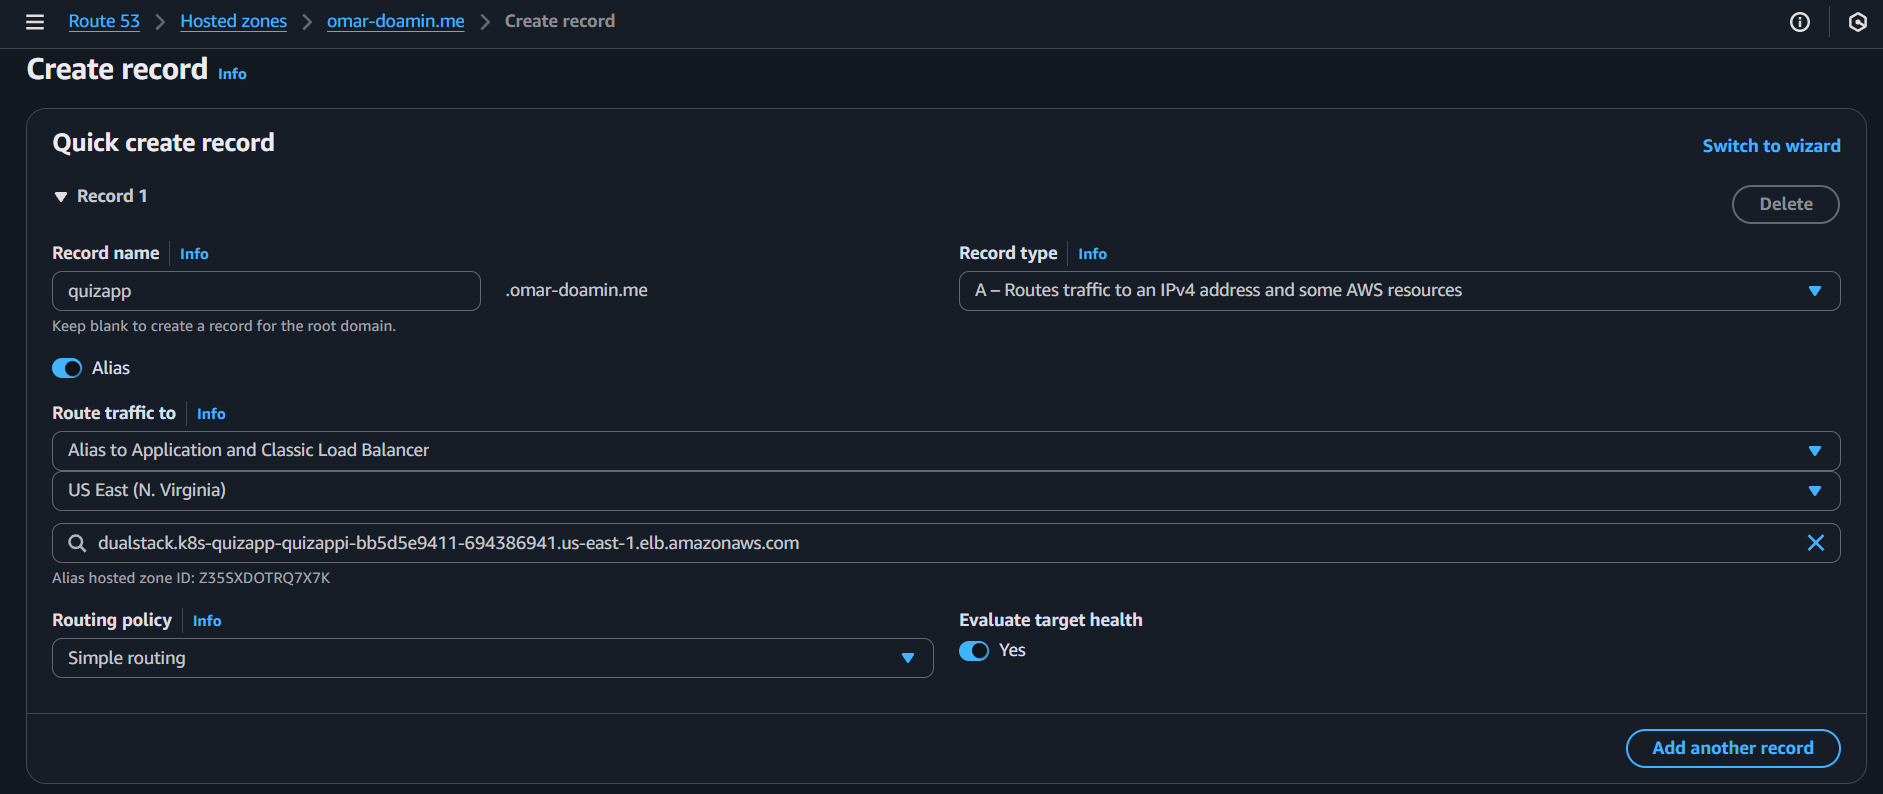 Route 53 > Hosted zones > omar-doamin.me > Create record
Create record Info
Quick create record
Switch to wizard
Record 1
Delete
Record name Info
quizapp .omar-doamin.me
Keep blank to create a record for the root domain.
Record type Info
A – Routes traffic to an IPv4 address and some AWS resources
Alias
Route traffic to Info
Alias to Application and Classic Load Balancer
US East (N. Virginia)
dualstack.k8s-quizapp-quizappi-bb5d5e9411-694386941.us-east-1.elb.amazonaws.com
Alias hosted zone ID: Z35SXDOTRQ7X7K
Routing policy Info
Simple routing
Evaluate target health
Yes
Add another record